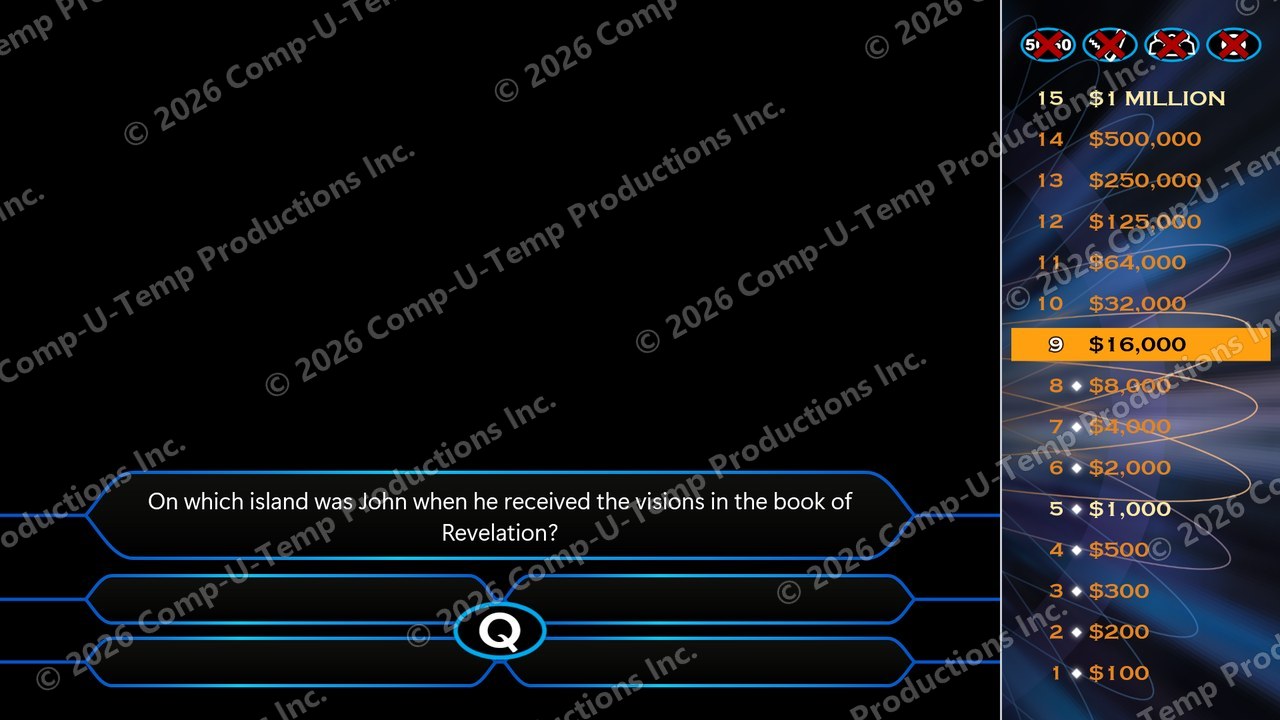 50:50
15 $1 MILLION
14 $500,000
13 $250,000
12 $125,000
11 $64,000
10 $32,000
9 $16,000
8 ◆ $8,000
7 ◆ $4,000
6 ◆ $2,000
5 ◆ $1,000
4 ◆ $500
3 ◆ $300
2 ◆ $200
1 ◆ $100
On which island was John when he received the visions in the book of
Revelation?
Q
© 2026 Comp-U-Temp Productions Inc.